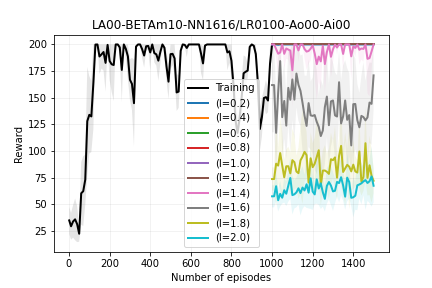 LA00-BETAm10-NN1616/LR0100-Ao00-Ai00
Reward
200
175
150
125
100
75
50
25
Training
(l=0.2)
(l=0.4)
(l=0.6)
(l=0.8)
(l=1.0)
(l=1.2)
(l=1.4)
(l=1.6)
(l=1.8)
(l=2.0)
0 200 400 600 800 1000 1200 1400
Number of episodes